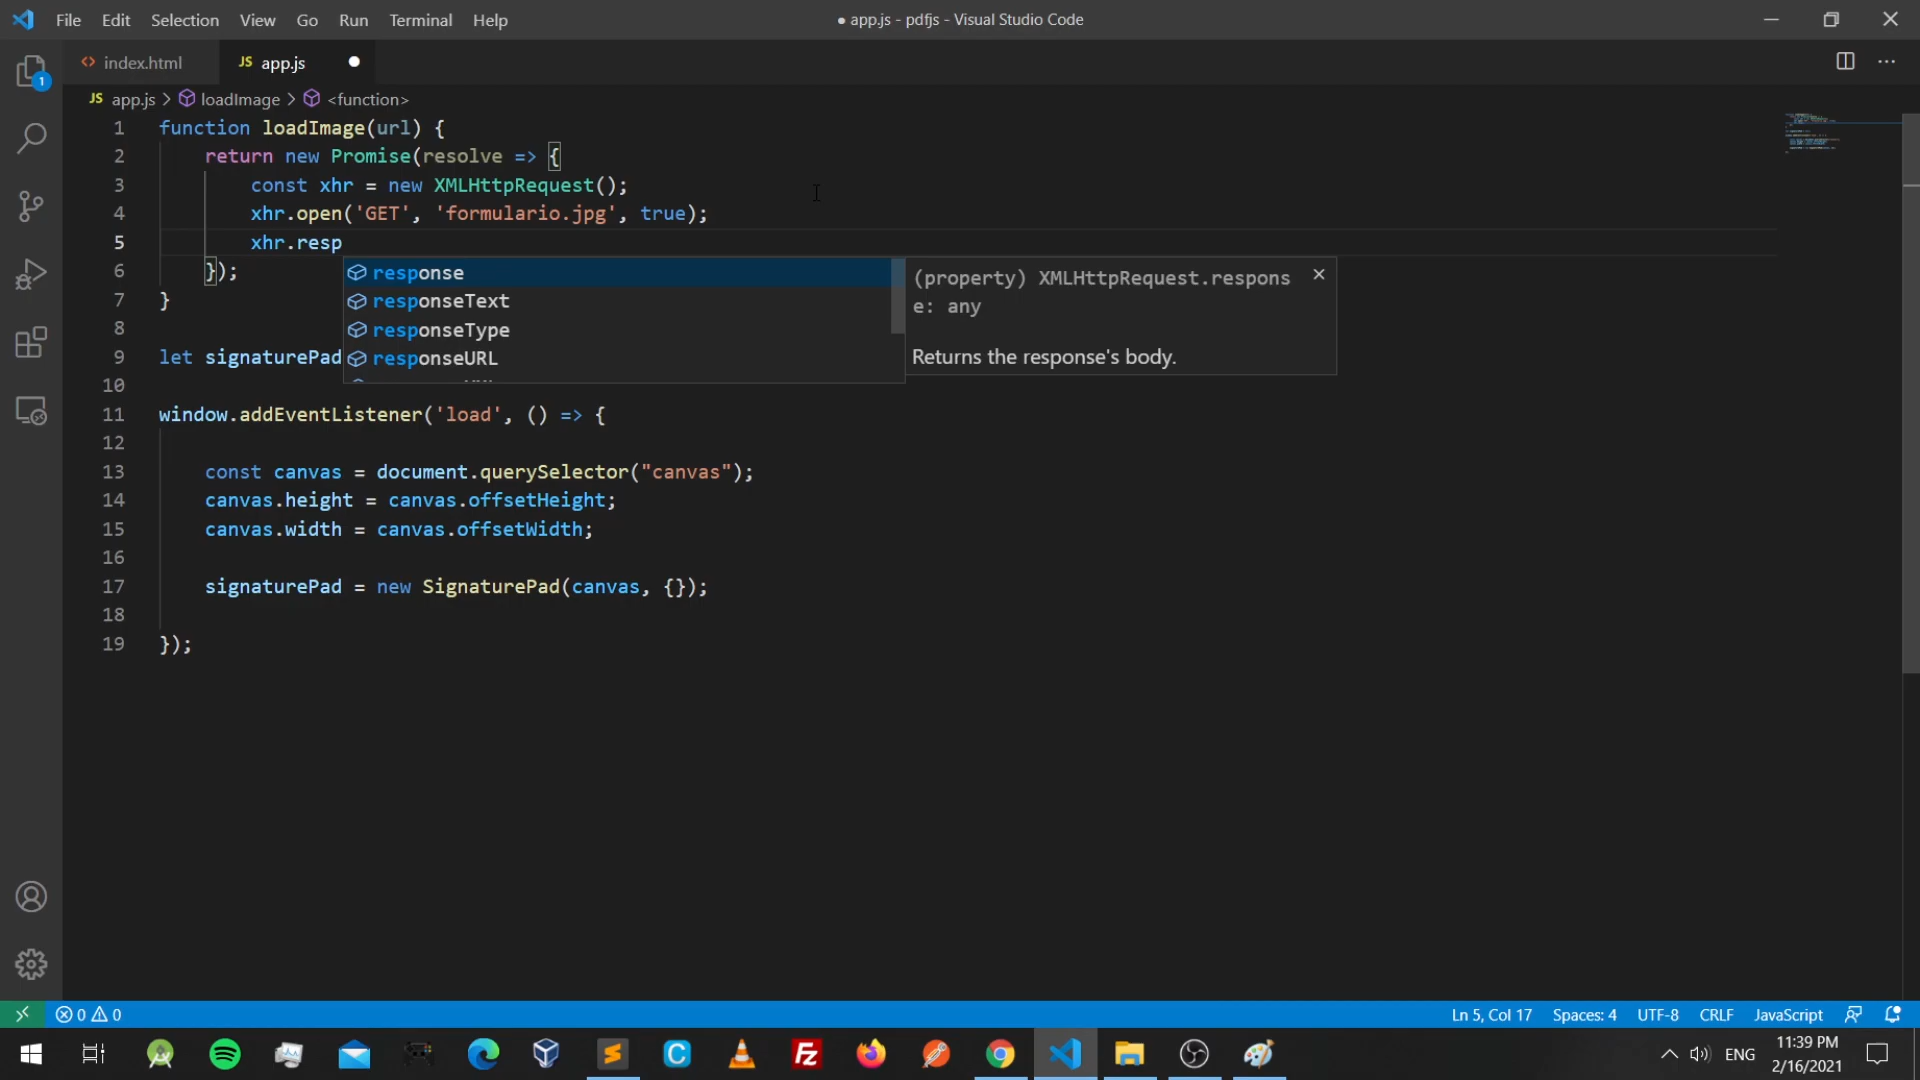 File Edit Selection View Go Run Terminal Help
● app.js - pdfjs - Visual Studio Code
<> index.html
JS app.js ●
JS app.js > loadImage > <function>
1 function loadImage(url) {
2 return new Promise(resolve => {
3 const xhr = new XMLHttpRequest();
4 xhr.open('GET', 'formulario.jpg', true);
5 xhr.resp
6 });
7 }
8
9 let signaturePad
10
11 window.addEventListener('load', () => {
12
13 const canvas = document.querySelector("canvas");
14 canvas.height = canvas.offsetHeight;
15 canvas.width = canvas.offsetWidth;
16
17 signaturePad = new SignaturePad(canvas, {});
18
19 });
response
responseText
responseType
responseURL
(property) XMLHttpRequest.respons
e: any
Returns the response's body.
1
0 0
Ln 5, Col 17 Spaces: 4 UTF-8 CRLF JavaScript
ENG
11:39 PM
2/16/2021